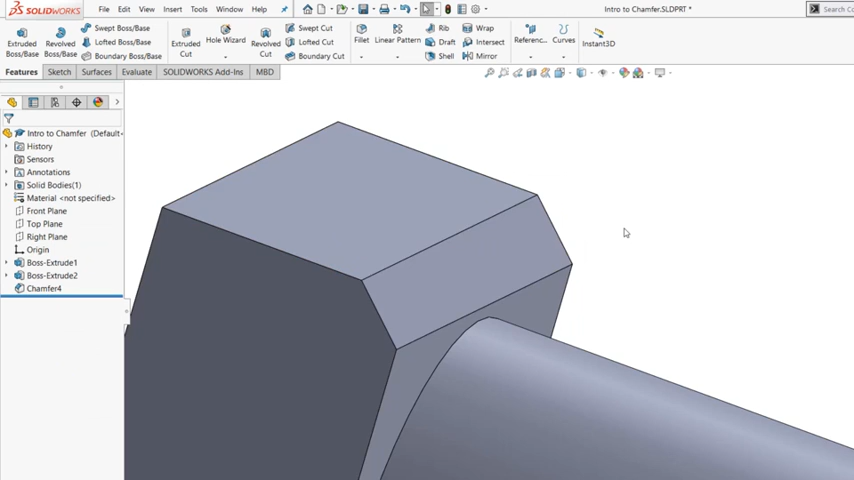 SOLIDWORKS File Edit View Insert Tools Window Help Intro to Chamfer.SLDPRT * Search Co
Extruded Boss/Base Revolved Boss/Base Swept Boss/Base Lofted Boss/Base Boundary Boss/Base Extruded Cut Hole Wizard Revolved Cut Swept Cut Lofted Cut Boundary Cut Fillet Linear Pattern Rib Draft Shell Wrap Intersect Mirror Referenc... Curves Instant3D
Features Sketch Surfaces Evaluate SOLIDWORKS Add-Ins MBD
Intro to Chamfer (Default
History
Sensors
Annotations
Solid Bodies(1)
Material <not specified>
Front Plane
Top Plane
Right Plane
Origin
Boss-Extrude1
Boss-Extrude2
Chamfer4